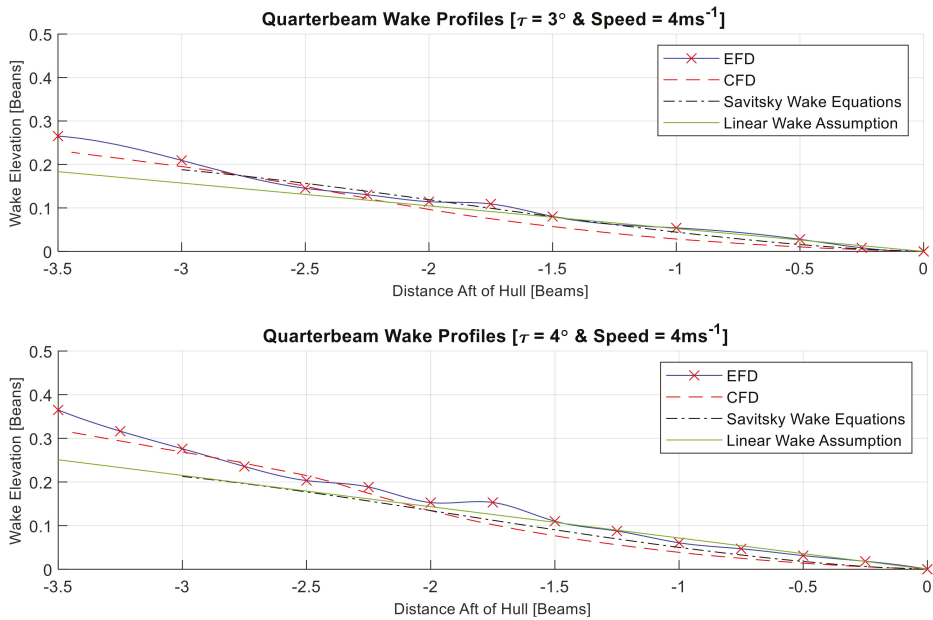 Quarterbeam Wake Profiles [τ = 3° & Speed = 4ms⁻¹]
0.5
0.4
0.3
0.2
0.1
0
Wake Elevation [Beans]
EFD
CFD
Savitsky Wake Equations
Linear Wake Assumption
-3.5 -3 -2.5 -2 -1.5 -1 -0.5 0
Distance Aft of Hull [Beams]
Quarterbeam Wake Profiles [τ = 4° & Speed = 4ms⁻¹]
0.5
0.4
0.3
0.2
0.1
0
Wake Elevation [Beans]
EFD
CFD
Savitsky Wake Equations
Linear Wake Assumption
-3.5 -3 -2.5 -2 -1.5 -1 -0.5 0
Distance Aft of Hull [Beams]